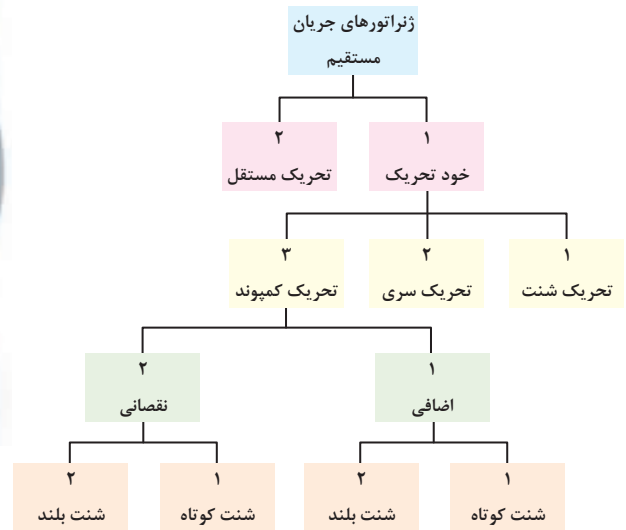 ژنراتورهای جریان
مستقیم
۱
خود تحریک
۲
تحریک مستقل
۱
تحریک شنت
۲
تحریک سری
۳
تحریک کمپوند
۱
اضافی
۲
نقصانی
۱
شنت کوتاه
۲
شنت بلند
۱
شنت کوتاه
۲
شنت بلند